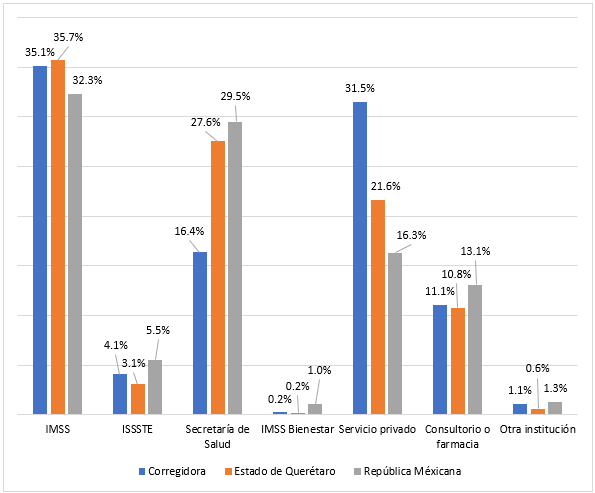 35.1%
35.7%
32.3%
4.1%
3.1%
5.5%
16.4%
27.6%
29.5%
0.2%
0.2%
1.0%
31.5%
21.6%
16.3%
11.1%
10.8%
13.1%
1.1%
0.6%
1.3%
IMSS
ISSSTE
Secretaría de
Salud
IMSS Bienestar
Servicio privado
Consultorio o
farmacia
Otra institución
Corregidora
Estado de Querétaro
República Méxicana